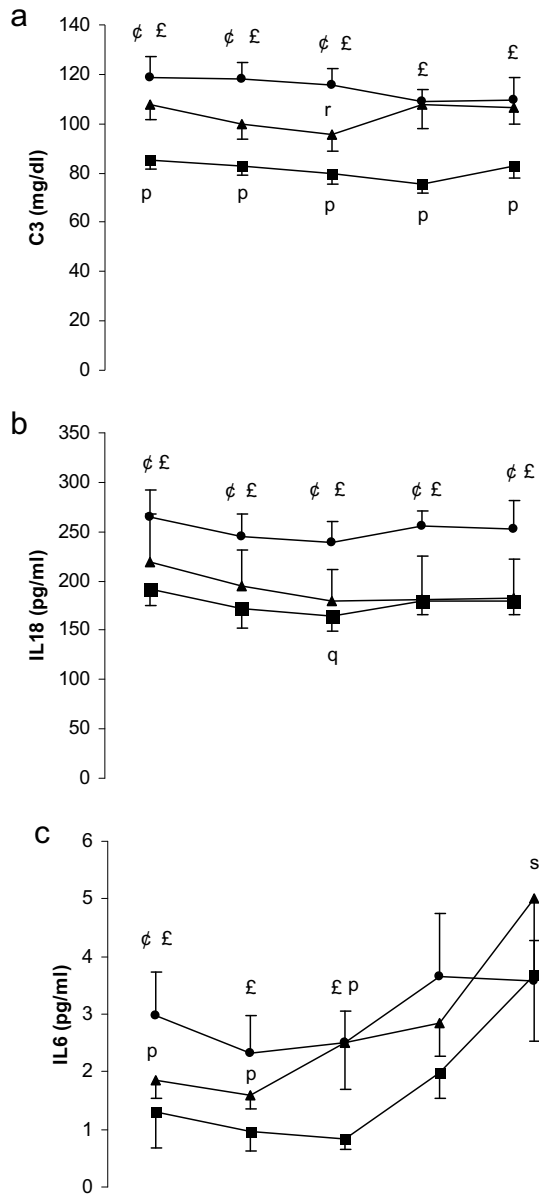 a
140
¢ £ ¢ £ ¢ £ £ £
120
r
100
80
p p p p p
60
40
20
0
C3 (mg/dl)
b
350
¢ £ ¢ £ ¢ £ ¢ £ ¢ £
300
250
200
150
q
100
50
0
IL18 (pg/ml)
c
6
s
5
¢ £ £ £ p
4
3
p p
2
1
0
IL6 (pg/ml)